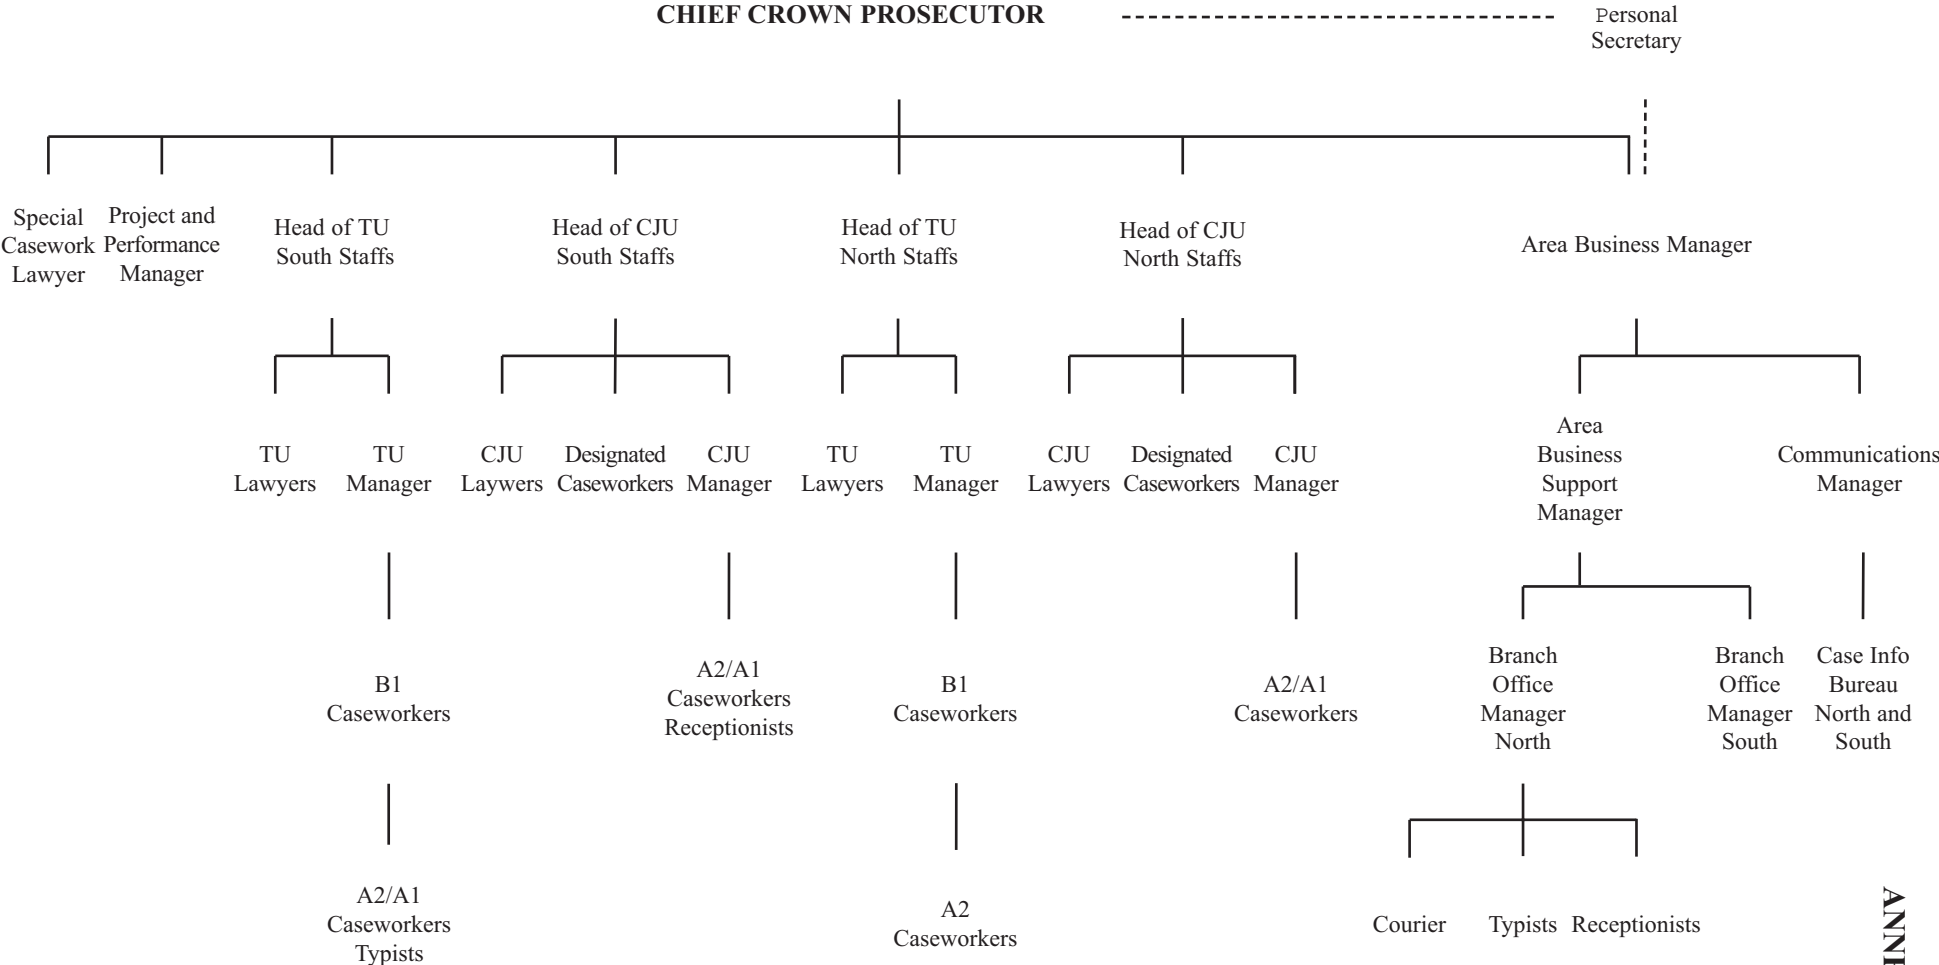 CHIEF CROWN PROSECUTOR
Personal
Secretary
Special
Casework
Lawyer
Project and
Performance
Manager
Head of TU
South Staffs
Head of CJU
South Staffs
Head of TU
North Staffs
Head of CJU
North Staffs
Area Business Manager
TU
Lawyers
TU
Manager
CJU
Laywers
Designated
Caseworkers
CJU
Manager
TU
Lawyers
TU
Manager
CJU
Lawyers
Designated
Caseworkers
CJU
Manager
Area
Business
Support
Manager
Communications
Manager
B1
Caseworkers
A2/A1
Caseworkers
Receptionists
B1
Caseworkers
A2/A1
Caseworkers
Branch
Office
Manager
North
Branch
Office
Manager
South
Case Info
Bureau
North and
South
A2/A1
Caseworkers
Typists
A2
Caseworkers
Courier
Typists
Receptionists